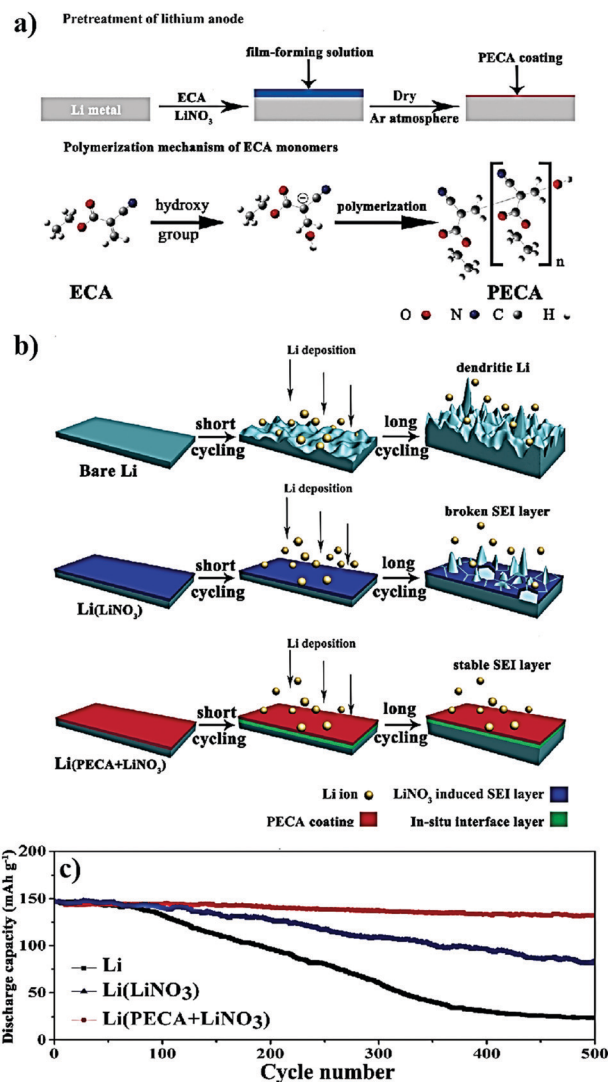 a)
Pretreatment of lithium anode
film-forming solution
PECA coating
Li metal
ECA
LiNO₃
Dry
Ar atmosphere
Polymerization mechanism of ECA monomers
hydroxy
group
polymerization
n
ECA
PECA
O N C H
b)
Li deposition
dendritic Li
short
cycling
long
cycling
Bare Li
Li deposition
broken SEI layer
short
cycling
long
cycling
Li(LiNO₃)
Li deposition
stable SEI layer
short
cycling
long
cycling
Li(PECA+LiNO₃)
Li ion
LiNO₃ induced SEI layer
PECA coating
In-situ interface layer
c)
Discharge capacity (mAh g⁻¹)
200
150
100
50
0
Li
Li(LiNO₃)
Li(PECA+LiNO₃)
0 100 200 300 400 500
Cycle number